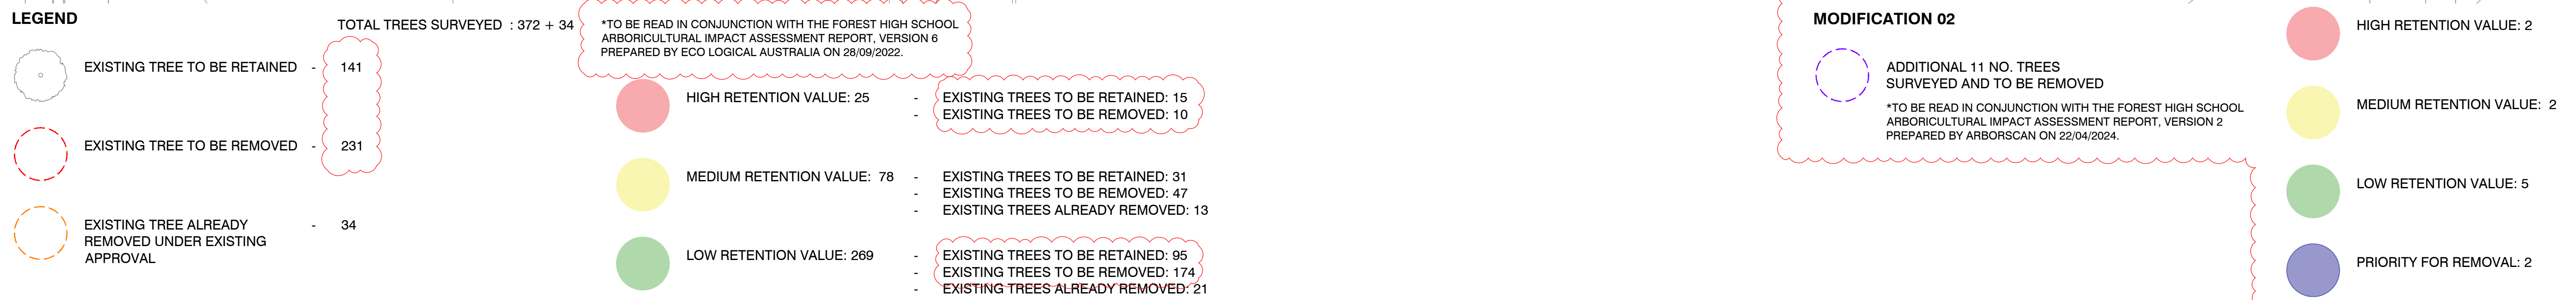 LEGEND
TOTAL TREES SURVEYED : 372 + 34
*TO BE READ IN CONJUNCTION WITH THE FOREST HIGH SCHOOL
ARBORICULTURAL IMPACT ASSESSMENT REPORT, VERSION 6
PREPARED BY ECO LOGICAL AUSTRALIA ON 28/09/2022.
EXISTING TREE TO BE RETAINED - 141
EXISTING TREE TO BE REMOVED - 231
EXISTING TREE ALREADY - 34
REMOVED UNDER EXISTING
APPROVAL
HIGH RETENTION VALUE: 25 - EXISTING TREES TO BE RETAINED: 15
- EXISTING TREES TO BE REMOVED: 10
MEDIUM RETENTION VALUE: 78 - EXISTING TREES TO BE RETAINED: 31
- EXISTING TREES TO BE REMOVED: 47
- EXISTING TREES ALREADY REMOVED: 13
LOW RETENTION VALUE: 269 - EXISTING TREES TO BE RETAINED: 95
- EXISTING TREES TO BE REMOVED: 174
- EXISTING TREES ALREADY REMOVED: 21
MODIFICATION 02
ADDITIONAL 11 NO. TREES
SURVEYED AND TO BE REMOVED
*TO BE READ IN CONJUNCTION WITH THE FOREST HIGH SCHOOL
ARBORICULTURAL IMPACT ASSESSMENT REPORT, VERSION 2
PREPARED BY ARBORSCAN ON 22/04/2024.
HIGH RETENTION VALUE: 2
MEDIUM RETENTION VALUE: 2
LOW RETENTION VALUE: 5
PRIORITY FOR REMOVAL: 2